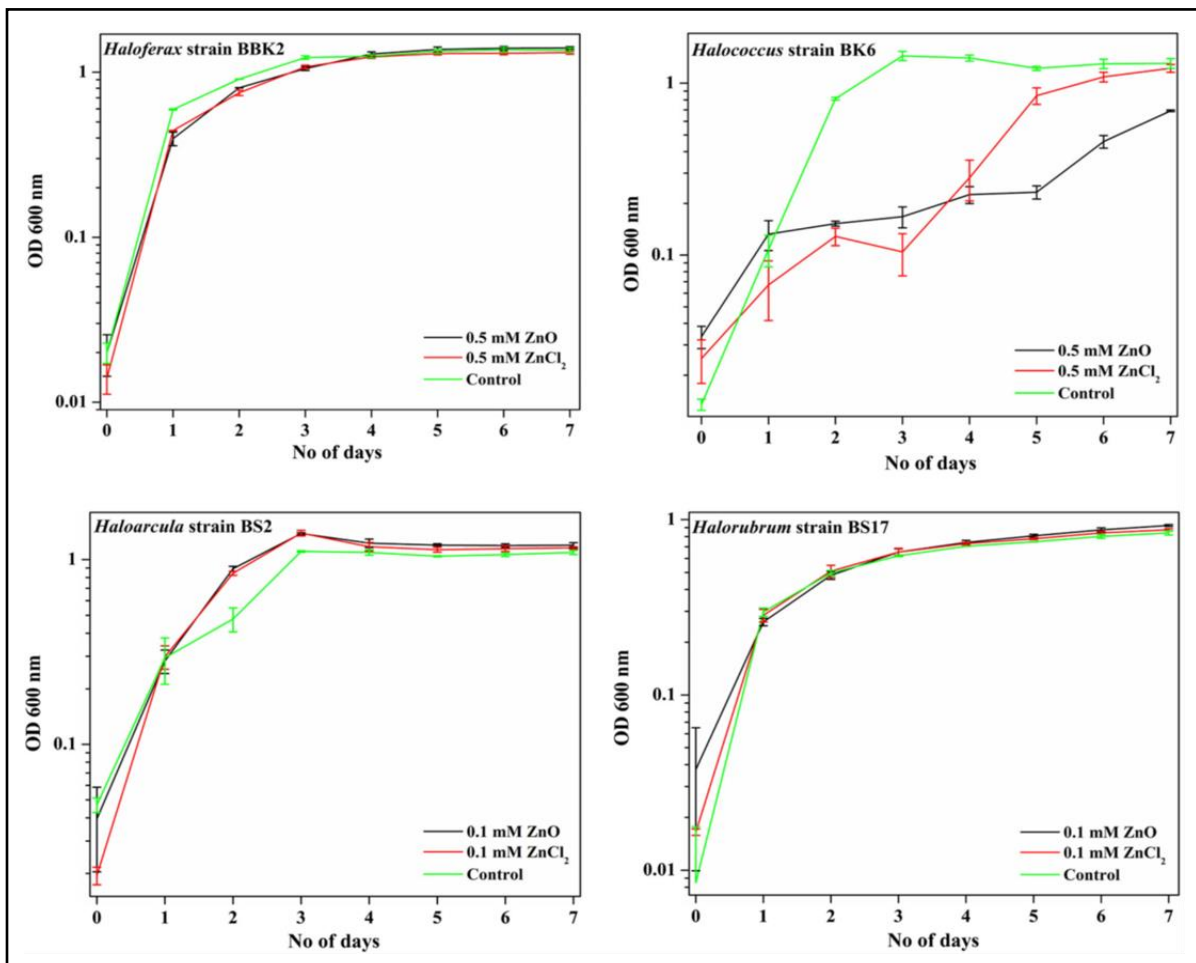 Haloferax strain BBK2
1
0.1
0.01
OD 600 nm
0.5 mM ZnO
0.5 mM ZnCl₂
Control
0 1 2 3 4 5 6 7
No of days
Halococcus strain BK6
1
0.1
OD 600 nm
0.5 mM ZnO
0.5 mM ZnCl₂
Control
0 1 2 3 4 5 6 7
No of days
Haloarcula strain BS2
1
0.1
OD 600 nm
0.1 mM ZnO
0.1 mM ZnCl₂
Control
0 1 2 3 4 5 6 7
No of days
Halorubrum strain BS17
1
0.1
0.01
OD 600 nm
0.1 mM ZnO
0.1 mM ZnCl₂
Control
0 1 2 3 4 5 6 7
No of days